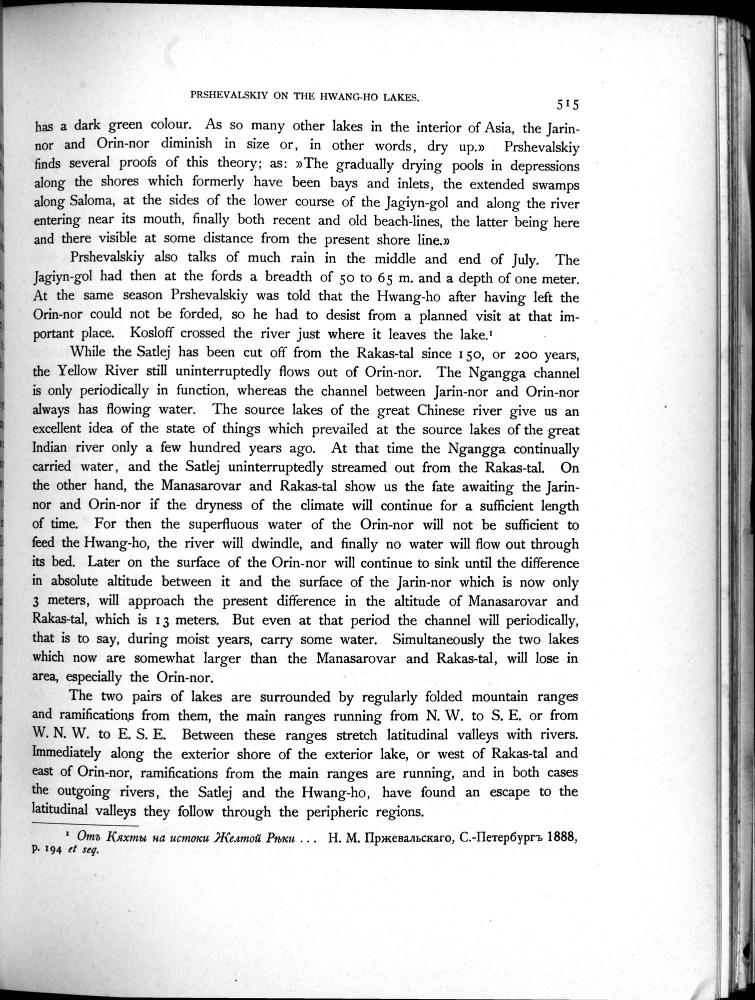 PRSHEVALSKIY ON THE HWANG-HO LAKES.
515
has a dark green colour. As so many other lakes in the interior of Asia, the Jarin-
nor and Orin-nor diminish in size or, in other words, dry up.» Prshevalskiy
finds several proofs of this theory; as: »The gradually drying pools in depressions
along the shores which formerly have been bays and inlets, the extended swamps
along Saloma, at the sides of the lower course of the Jagiyn-gol and along the river
entering near its mouth, finally both recent and old beach-lines, the latter being here
and there visible at some distance from the present shore line.»
Prshevalskiy also talks of much rain in the middle and end of July. The
Jagiyn-gol had then at the fords a breadth of 50 to 65 m. and a depth of one meter.
At the same season Prshevalskiy was told that the Hwang-ho after having left the
Orin-nor could not be forded, so he had to desist from a planned visit at that im-
portant place. Kosloff crossed the river just where it leaves the lake.¹
While the Satlej has been cut off from the Rakas-tal since 150, or 200 years,
the Yellow River still uninterruptedly flows out of Orin-nor. The Ngangga channel
is only periodically in function, whereas the channel between Jarin-nor and Orin-nor
always has flowing water. The source lakes of the great Chinese river give us an
excellent idea of the state of things which prevailed at the source lakes of the great
Indian river only a few hundred years ago. At that time the Ngangga continually
carried water, and the Satlej uninterruptedly streamed out from the Rakas-tal. On
the other hand, the Manasarovar and Rakas-tal show us the fate awaiting the Jarin-
nor and Orin-nor if the dryness of the climate will continue for a sufficient length
of time. For then the superfluous water of the Orin-nor will not be sufficient to
feed the Hwang-ho, the river will dwindle, and finally no water will flow out through
its bed. Later on the surface of the Orin-nor will continue to sink until the difference
in absolute altitude between it and the surface of the Jarin-nor which is now only
3 meters, will approach the present difference in the altitude of Manasarovar and
Rakas-tal, which is 13 meters. But even at that period the channel will periodically,
that is to say, during moist years, carry some water. Simultaneously the two lakes
which now are somewhat larger than the Manasarovar and Rakas-tal, will lose in
area, especially the Orin-nor.
The two pairs of lakes are surrounded by regularly folded mountain ranges
and ramifications from them, the main ranges running from N. W. to S. E. or from
W. N. W. to E. S. E. Between these ranges stretch latitudinal valleys with rivers.
Immediately along the exterior shore of the exterior lake, or west of Rakas-tal and
east of Orin-nor, ramifications from the main ranges are running, and in both cases
the outgoing rivers, the Satlej and the Hwang-ho, have found an escape to the
latitudinal valleys they follow through the peripheric regions.
¹ Отъ Кяхты на истоки Желтой Рѣки ... Н. М. Пржевальскаго, С.-Петербургъ 1888,
p. 194 et seq.